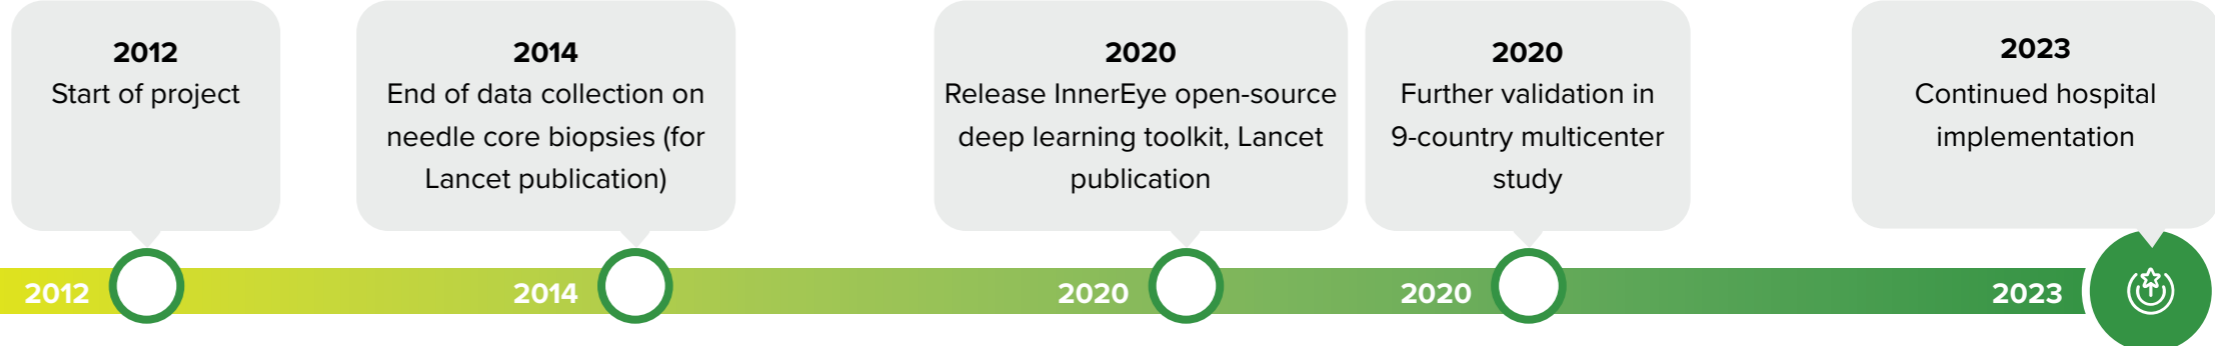 2012
Start of project
2014
End of data collection on
needle core biopsies (for
Lancet publication)
2020
Release InnerEye open-source
deep learning toolkit, Lancet
publication
2020
Further validation in
9-country multicenter
study
2023
Continued hospital
implementation
2012
2014
2020
2020
2023